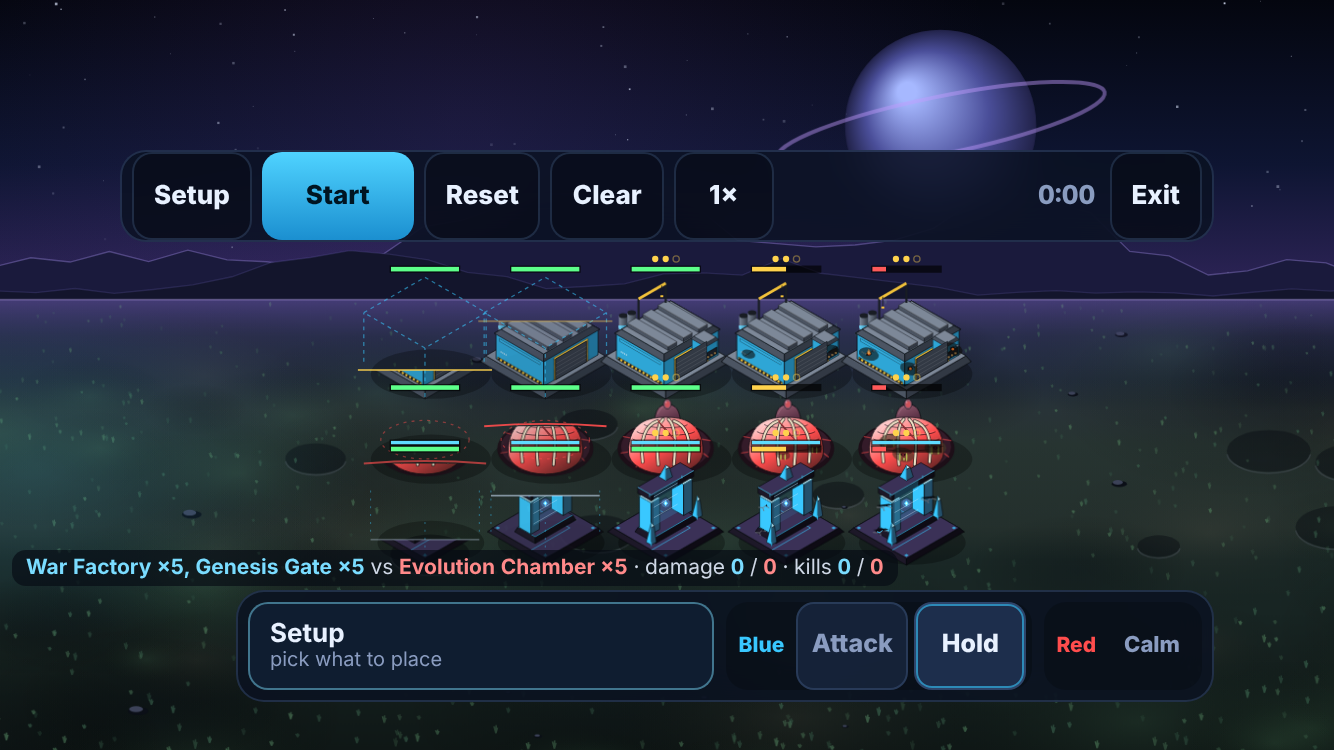 Setup Start Reset Clear 1× 0:00 Exit
War Factory ×5, Genesis Gate ×5 vs Evolution Chamber ×5 · damage 0 / 0 · kills 0 / 0
Setup
pick what to place
Blue Attack Hold Red Calm